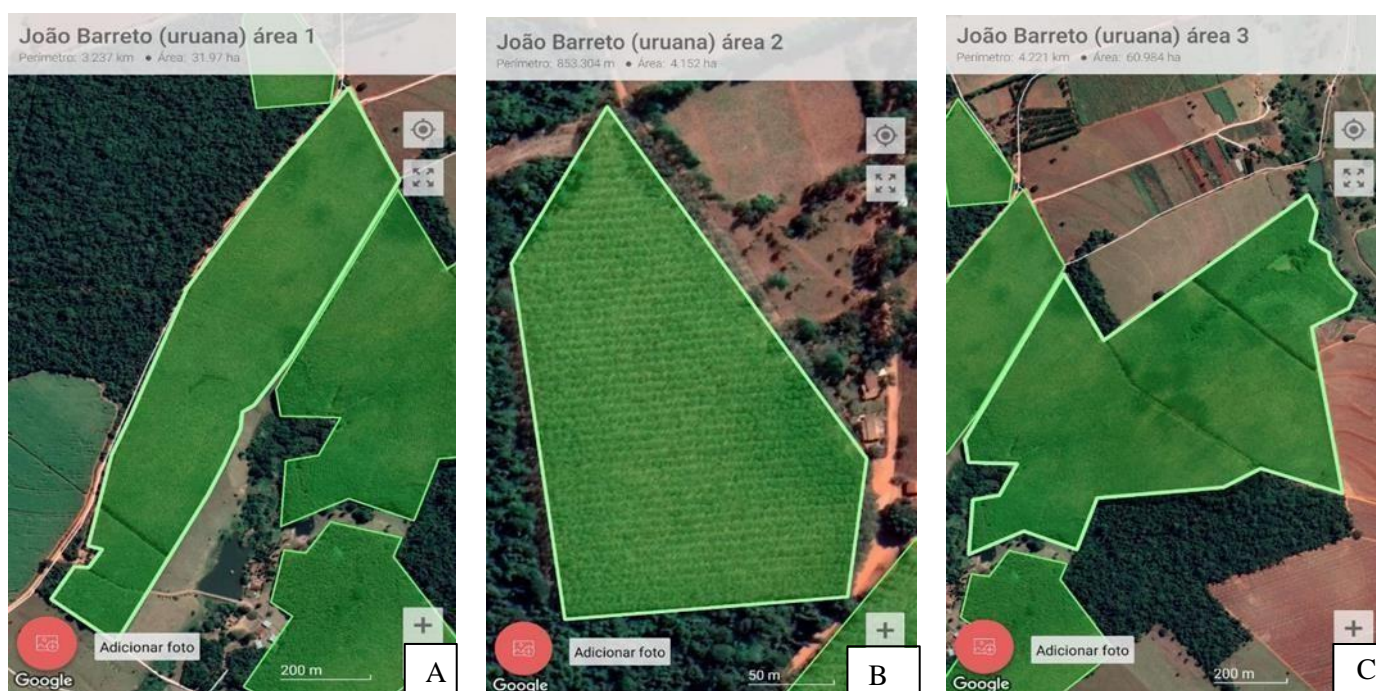 João Barreto (uruana) área 1
Perímetro: 3.237 km ● Área: 31.97 ha
Adicionar foto
200 m
Google
A
João Barreto (uruana) área 2
Perímetro: 853.304 m ● Área: 4.152 ha
Adicionar foto
50 m
Google
B
João Barreto (uruana) área 3
Perímetro: 4.221 km ● Área: 60.984 ha
Adicionar foto
200 m
Google
C